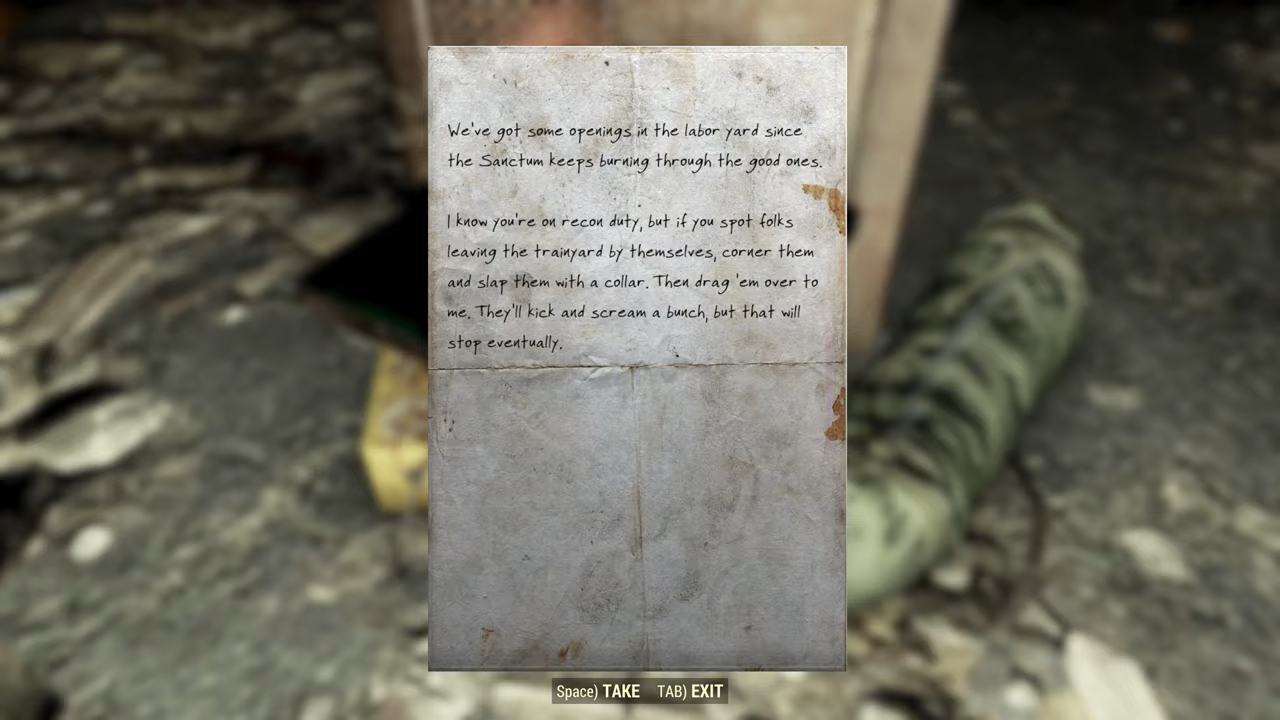 We've got some openings in the labor yard since
the Sanctum keeps burning through the good ones.
I know you're on recon duty, but if you spot folks
leaving the trainyard by themselves, corner them
and slap them with a collar. Then drag 'em over to
me. They'll kick and scream a bunch, but that will
stop eventually.
Space) TAKE TAB) EXIT